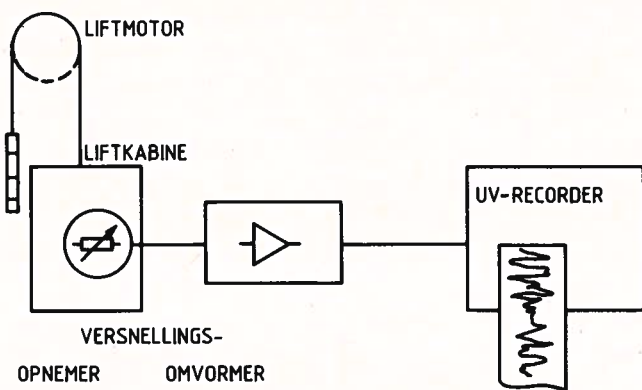 LIFTMOTOR
LIFTKABINE
UV-RECORDER
VERSNELLINGS-
OPNEMER OMVORMER